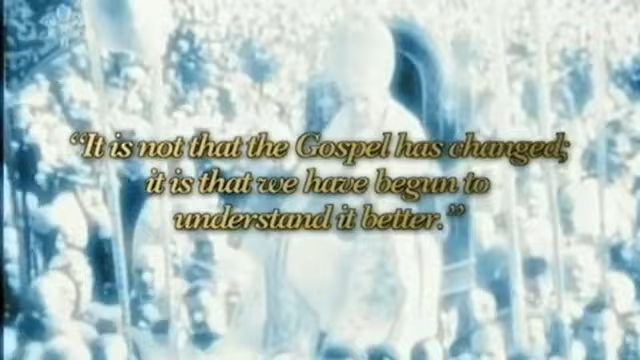 “It is not that the Gospel has changed;
it is that we have begun to
understand it better.”